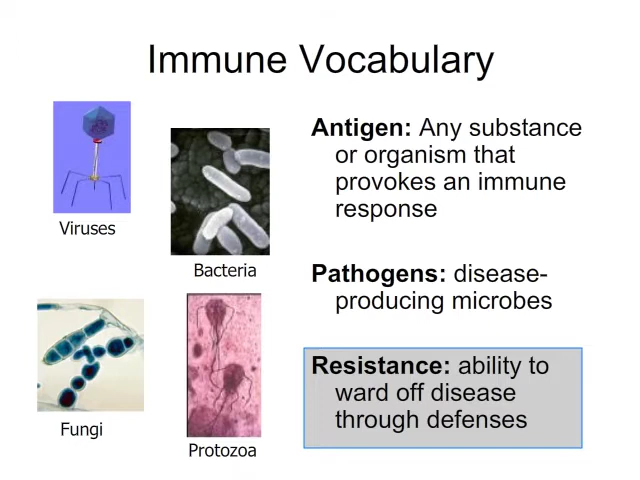 Immune Vocabulary
Viruses
Bacteria
Fungi
Protozoa
Antigen: Any substance
or organism that
provokes an immune
response
Pathogens: disease-
producing microbes
Resistance: ability to
ward off disease
through defenses